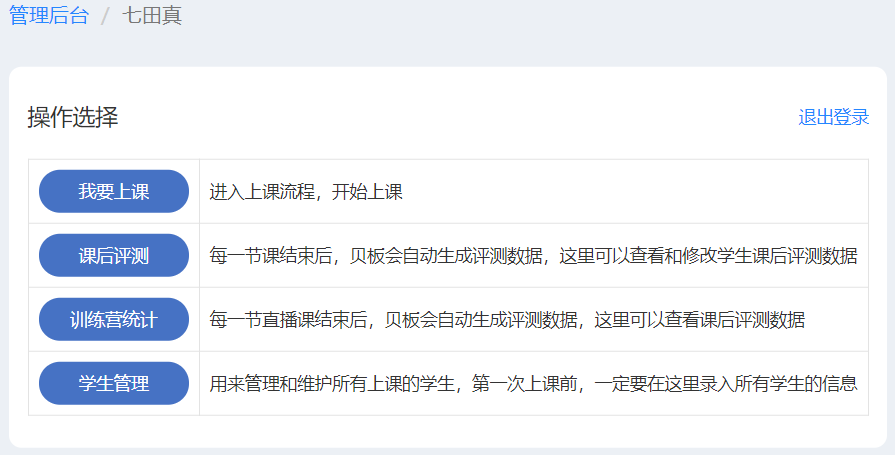 管理后台 / 七田真
操作选择
退出登录
我要上课 进入上课流程，开始上课
课后评测 每一节课结束后，贝板会自动生成评测数据，这里可以查看和修改学生课后评测数据
训练营统计 每一节直播课结束后，贝板会自动生成评测数据，这里可以查看课后评测数据
学生管理 用来管理和维护所有上课的学生，第一次上课前，一定要在这里录入所有学生的信息